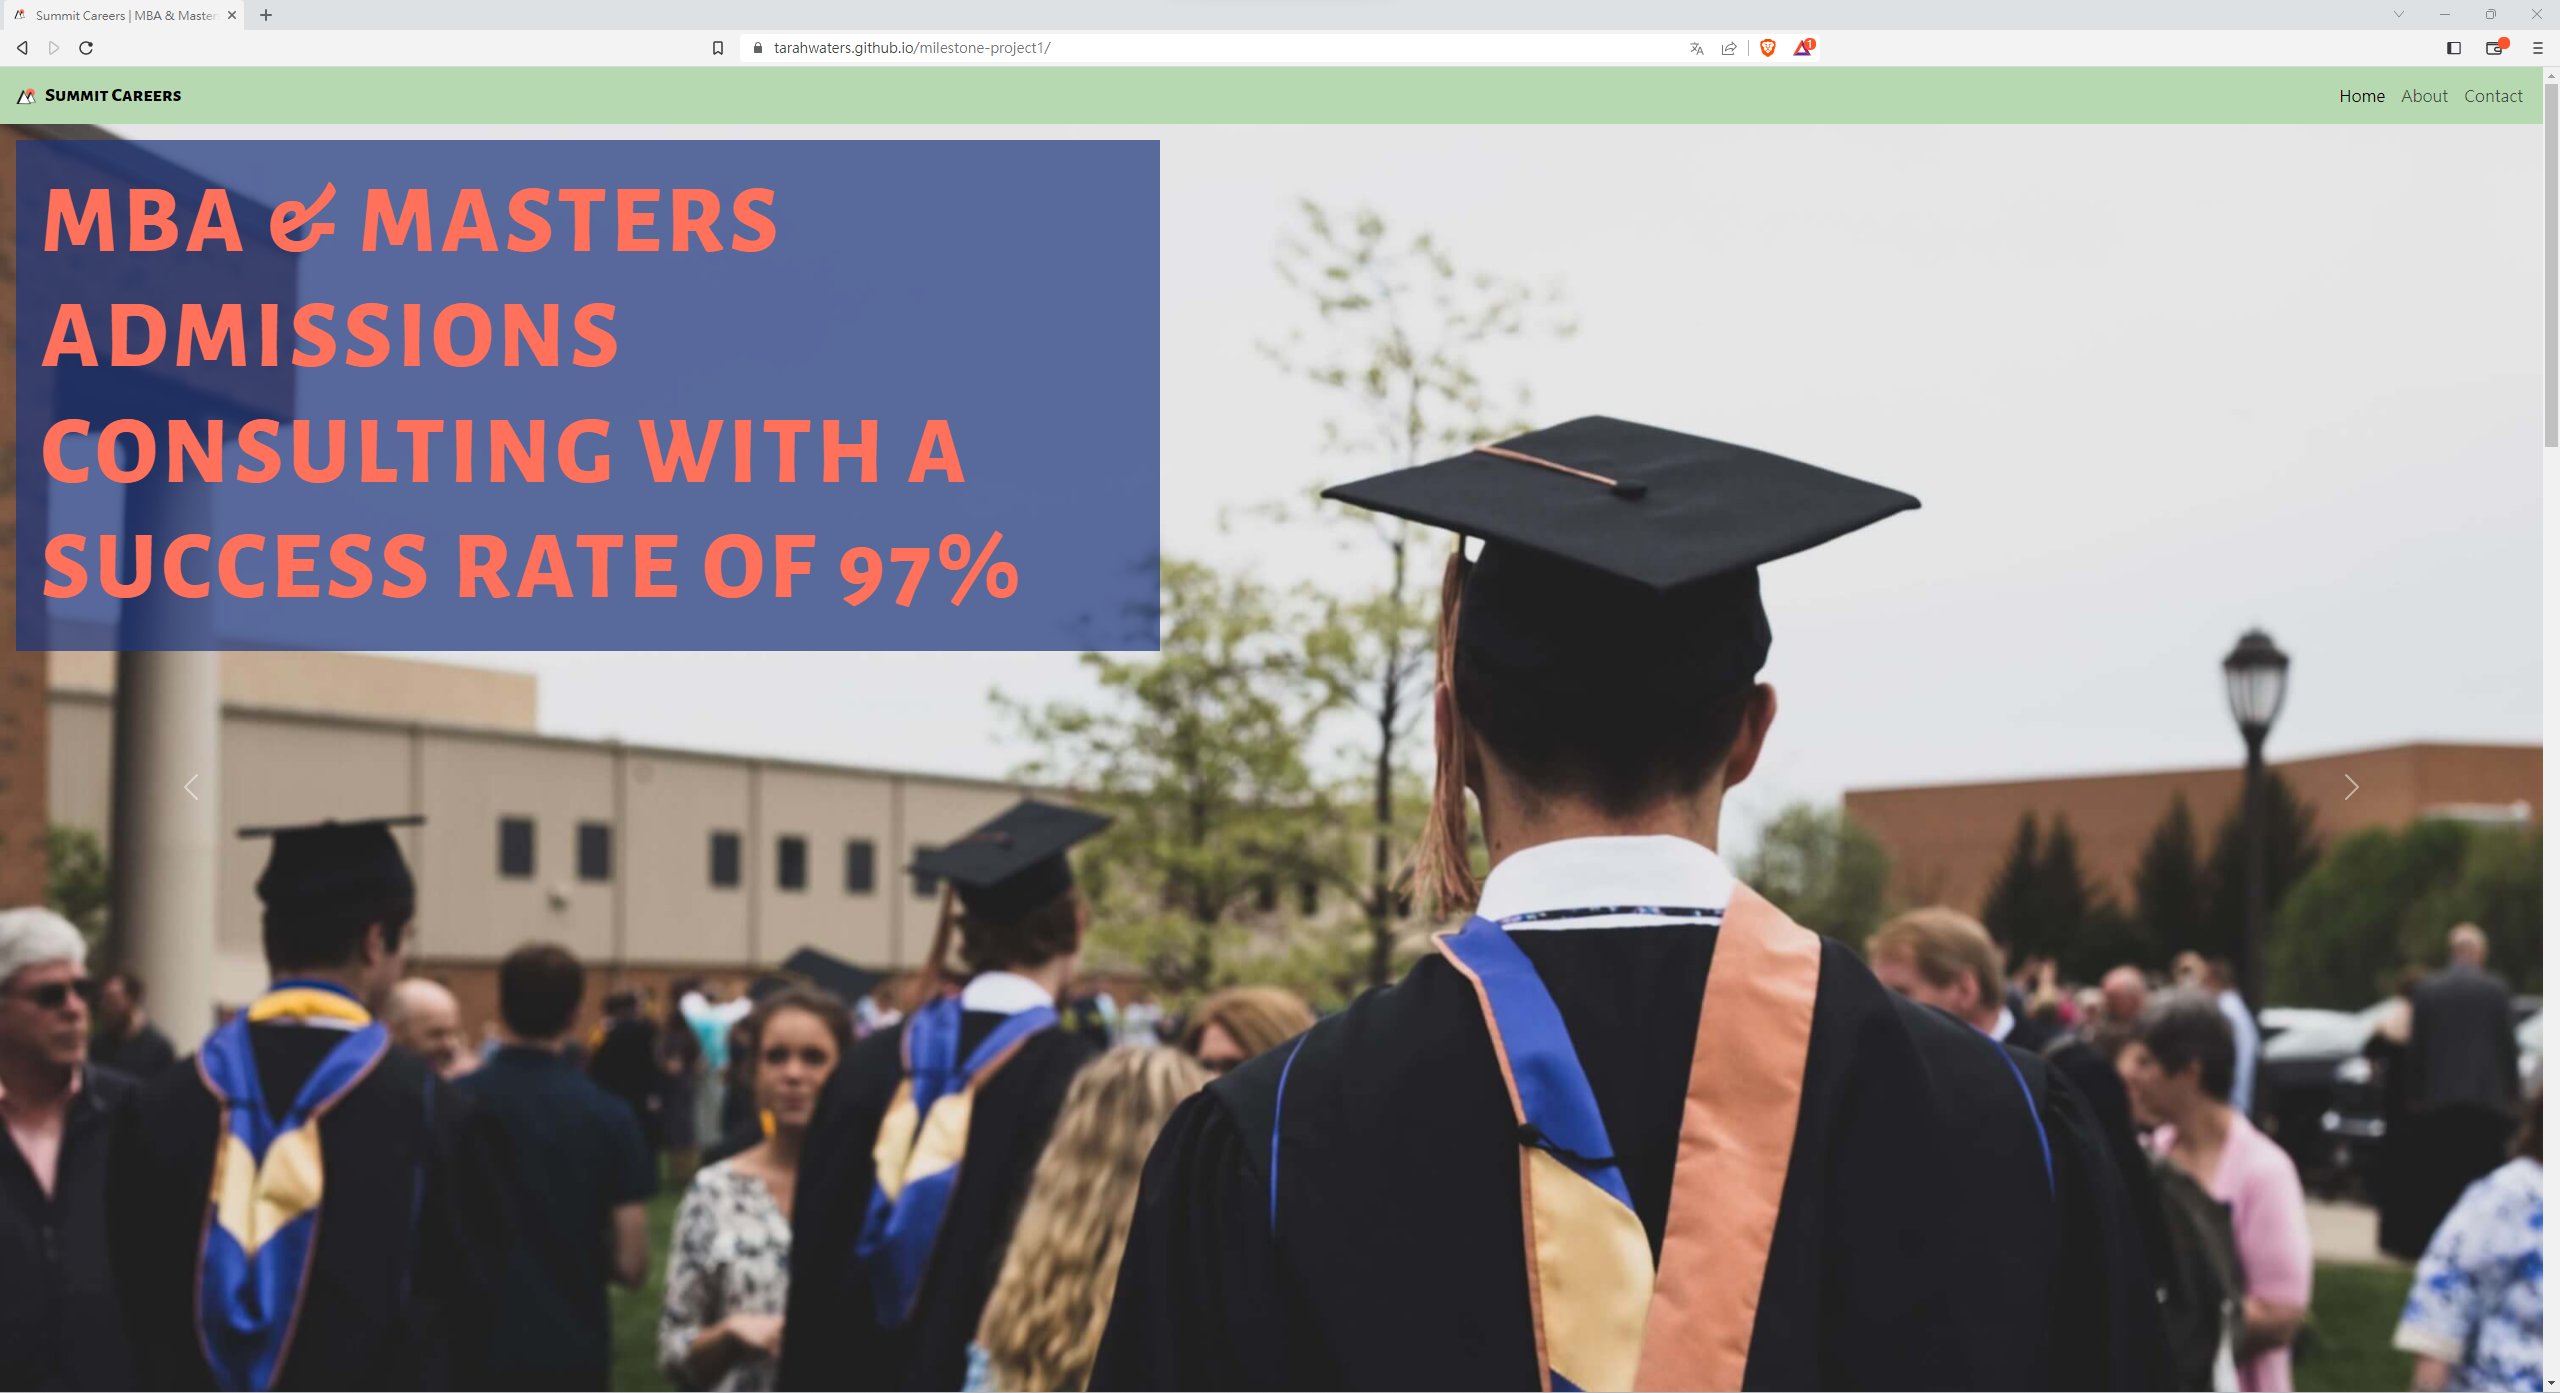 Summit Careers | MBA & Master
tarahwaters.github.io/milestone-project1/
1
Summit Careers
Home About Contact
MBA & MASTERS
ADMISSIONS
CONSULTING WITH A
SUCCESS RATE OF 97%